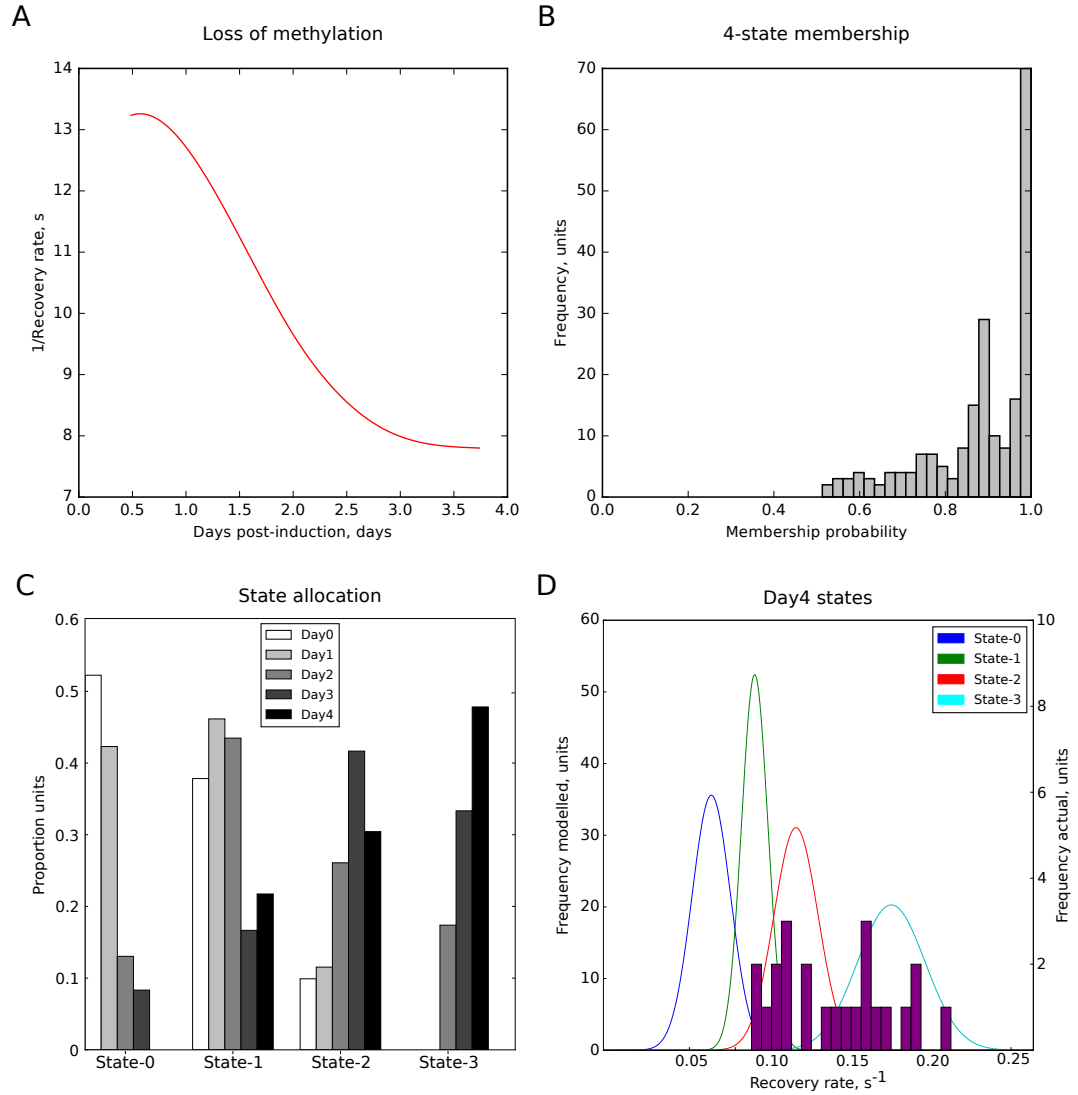 A
Loss of methylation
14
13
12
11
10
9
8
7
1/Recovery rate, s
0.0 0.5 1.0 1.5 2.0 2.5 3.0 3.5 4.0
Days post-induction, days
B
4-state membership
70
60
50
40
30
20
10
0
Frequency, units
0.0 0.2 0.4 0.6 0.8 1.0
Membership probability
C
State allocation
0.6
0.5
0.4
0.3
0.2
0.1
0
Proportion units
Day0
Day1
Day2
Day3
Day4
State-0 State-1 State-2 State-3
D
Day4 states
60
50
40
30
20
10
0
Frequency modelled, units
10
8
6
4
2
Frequency actual, units
State-0
State-1
State-2
State-3
0.05 0.10 0.15 0.20 0.25
Recovery rate, s⁻¹